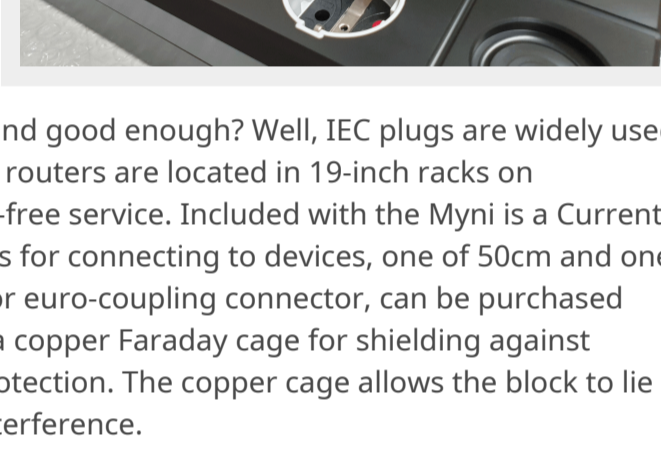 nd good enough? Well, IEC plugs are widely use
routers are located in 19-inch racks on
-free service. Included with the Myni is a Current
s for connecting to devices, one of 50cm and one
or euro-coupling connector, can be purchased
a copper Faraday cage for shielding against
otection. The copper cage allows the block to lie
terference.